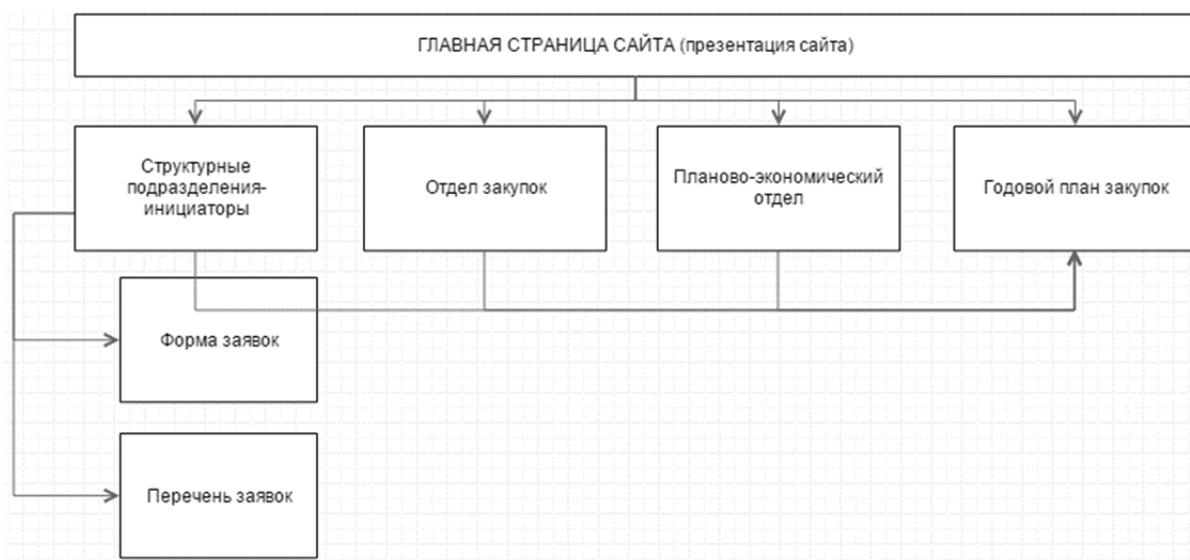 ГЛАВНАЯ СТРАНИЦА САЙТА (презентация сайта)
Структурные
подразделения-
инициаторы
Отдел закупок
Планово-экономический
отдел
Годовой план закупок
Форма заявок
Перечень заявок